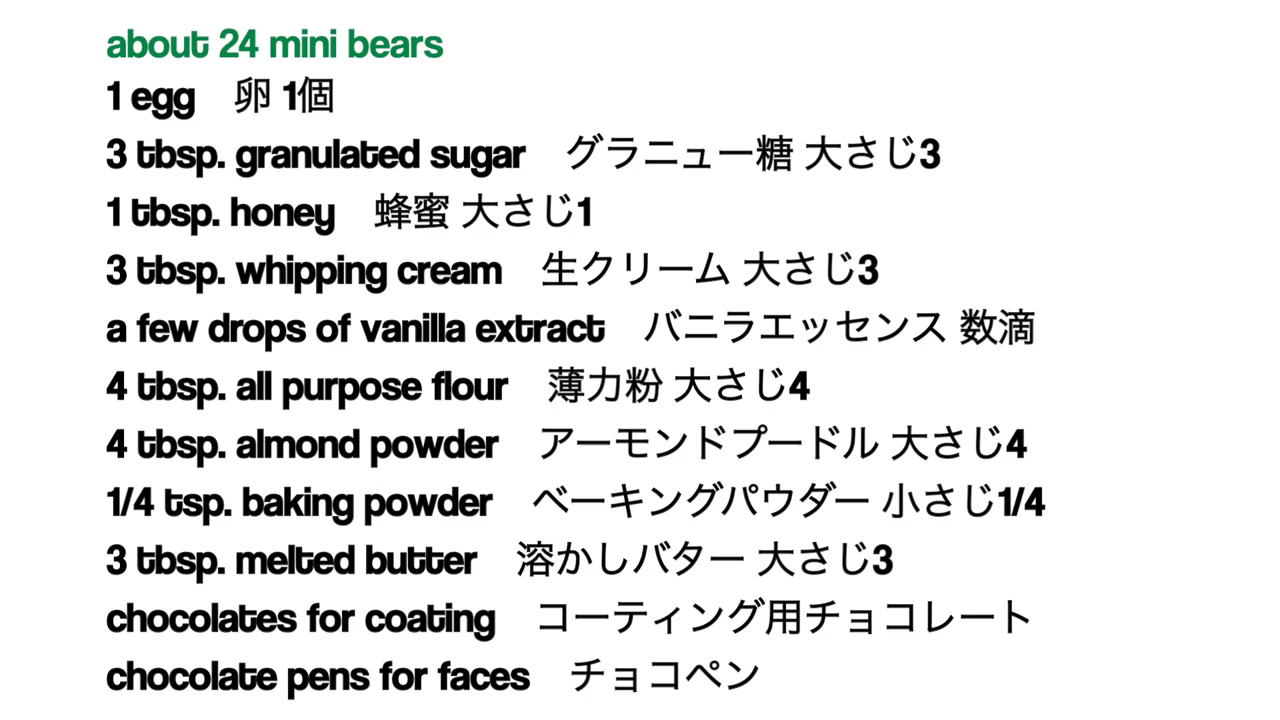 about 24 mini bears
1 egg　卵 1個
3 tbsp. granulated sugar　グラニュー糖 大さじ3
1 tbsp. honey　蜂蜜 大さじ1
3 tbsp. whipping cream　生クリーム 大さじ3
a few drops of vanilla extract　バニラエッセンス 数滴
4 tbsp. all purpose flour　薄力粉 大さじ4
4 tbsp. almond powder　アーモンドプードル 大さじ4
1/4 tsp. baking powder　ベーキングパウダー 小さじ1/4
3 tbsp. melted butter　溶かしバター 大さじ3
chocolates for coating　コーティング用チョコレート
chocolate pens for faces　チョコペン